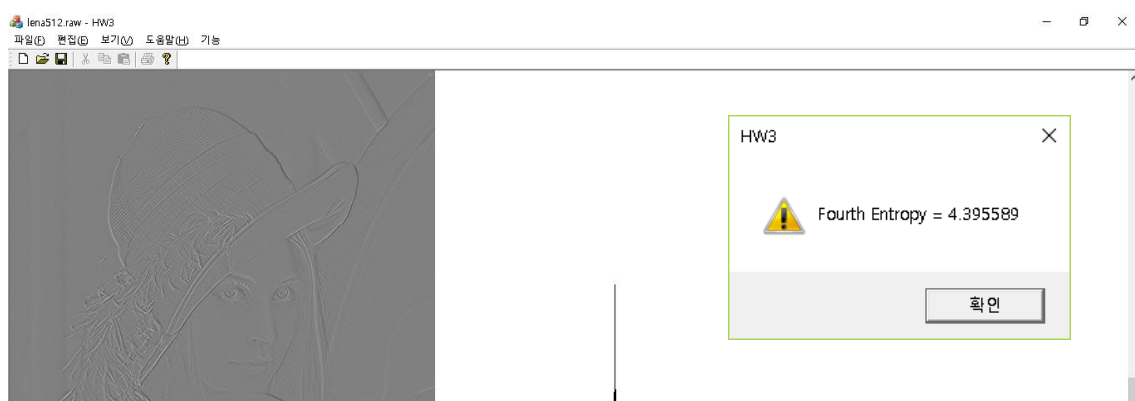 lena512.raw - HW3
파일(F) 편집(E) 보기(V) 도움말(H) 기능
HW3
Fourth Entropy = 4.395589
확인